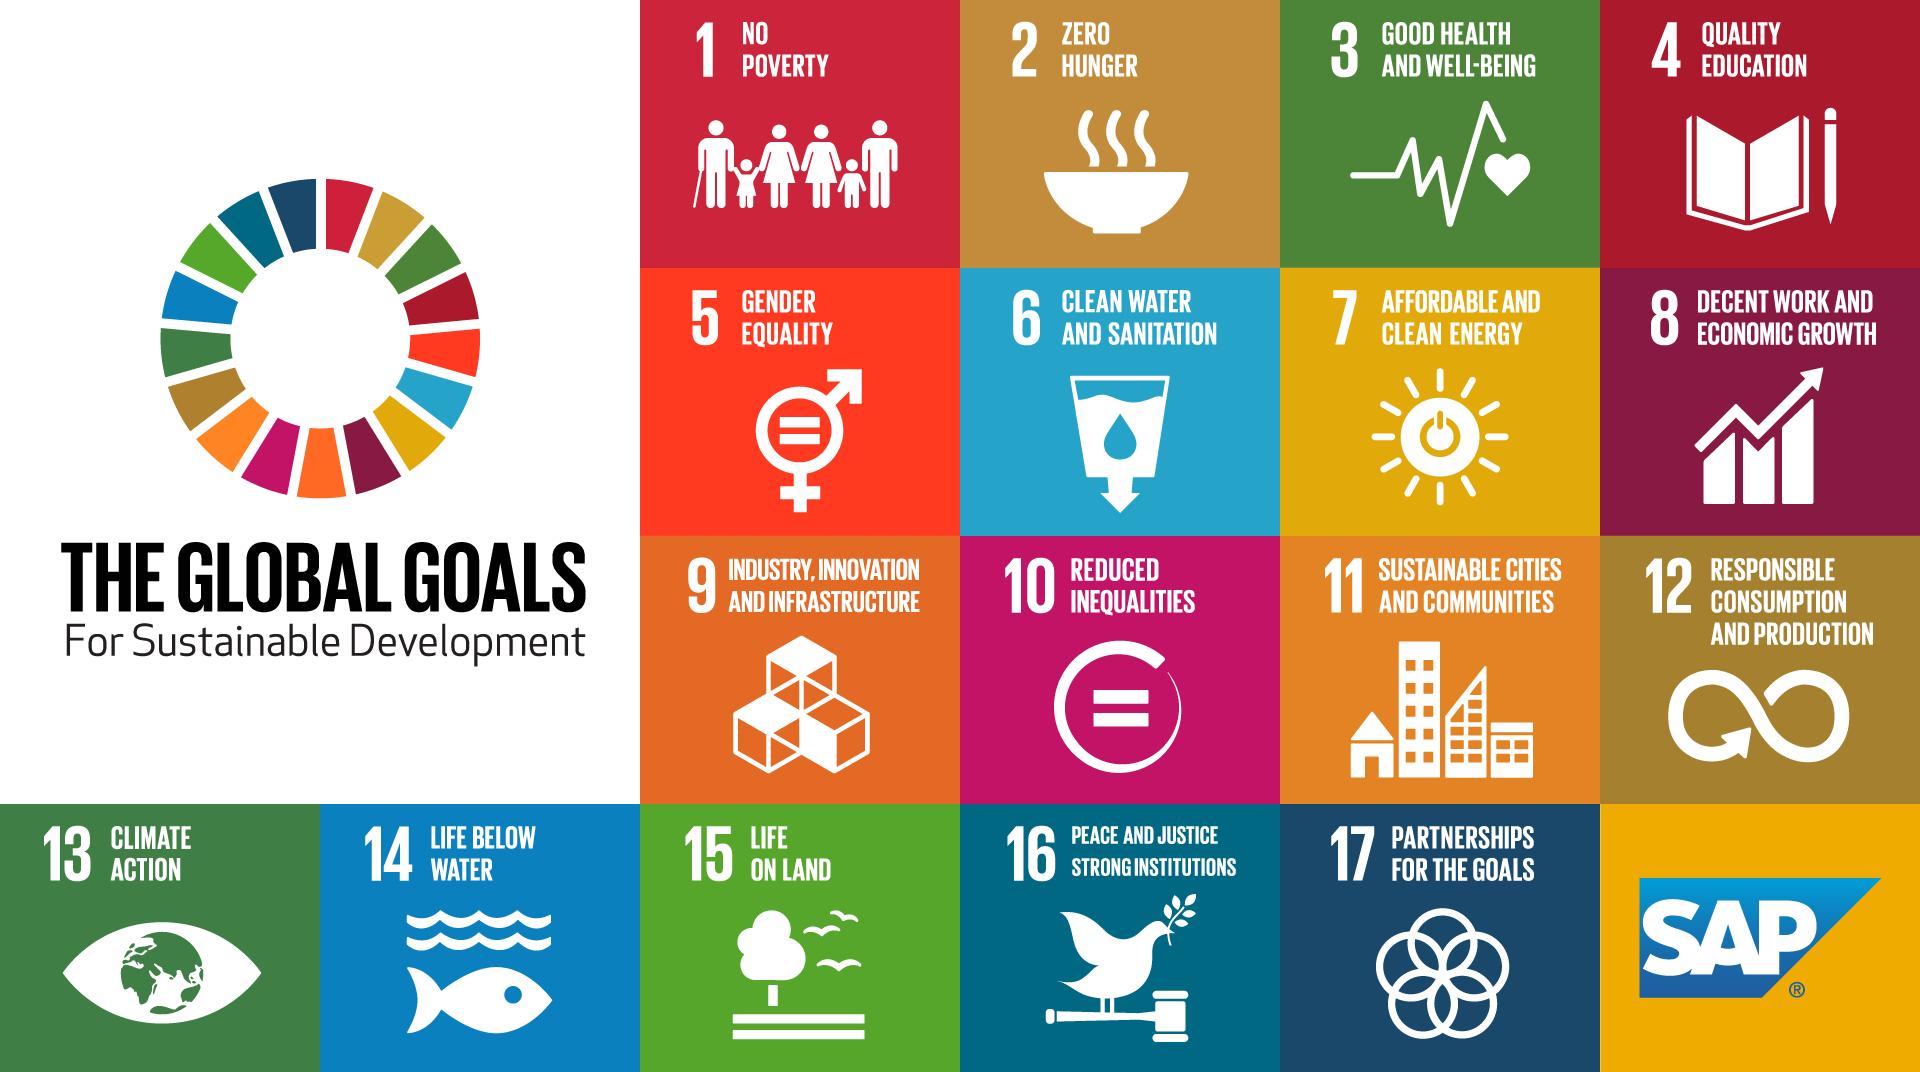 THE GLOBAL GOALS
For Sustainable Development
1 NO
POVERTY
2 ZERO
HUNGER
3 GOOD HEALTH
AND WELL-BEING
4 QUALITY
EDUCATION
5 GENDER
EQUALITY
6 CLEAN WATER
AND SANITATION
7 AFFORDABLE AND
CLEAN ENERGY
8 DECENT WORK AND
ECONOMIC GROWTH
9 INDUSTRY, INNOVATION
AND INFRASTRUCTURE
10 REDUCED
INEQUALITIES
11 SUSTAINABLE CITIES
AND COMMUNITIES
12 RESPONSIBLE
CONSUMPTION
AND PRODUCTION
13 CLIMATE
ACTION
14 LIFE BELOW
WATER
15 LIFE
ON LAND
16 PEACE AND JUSTICE
STRONG INSTITUTIONS
17 PARTNERSHIPS
FOR THE GOALS
SAP
®